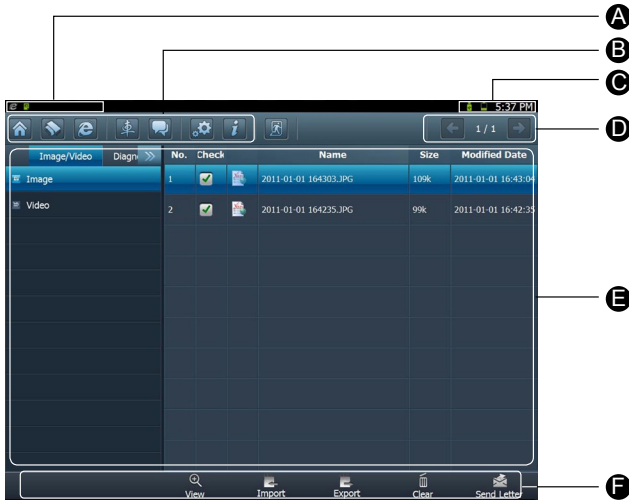 A
B
C
5:37 PM
D
1 / 1
Image/Video Diagn No. Check Name Size Modified Date
Image 1 2011-01-01 164303.JPG 109k 2011-01-01 16:43:04
Video 2 2011-01-01 164235.JPG 99k 2011-01-01 16:42:35
E
View Import Export Clear Send Letter
F